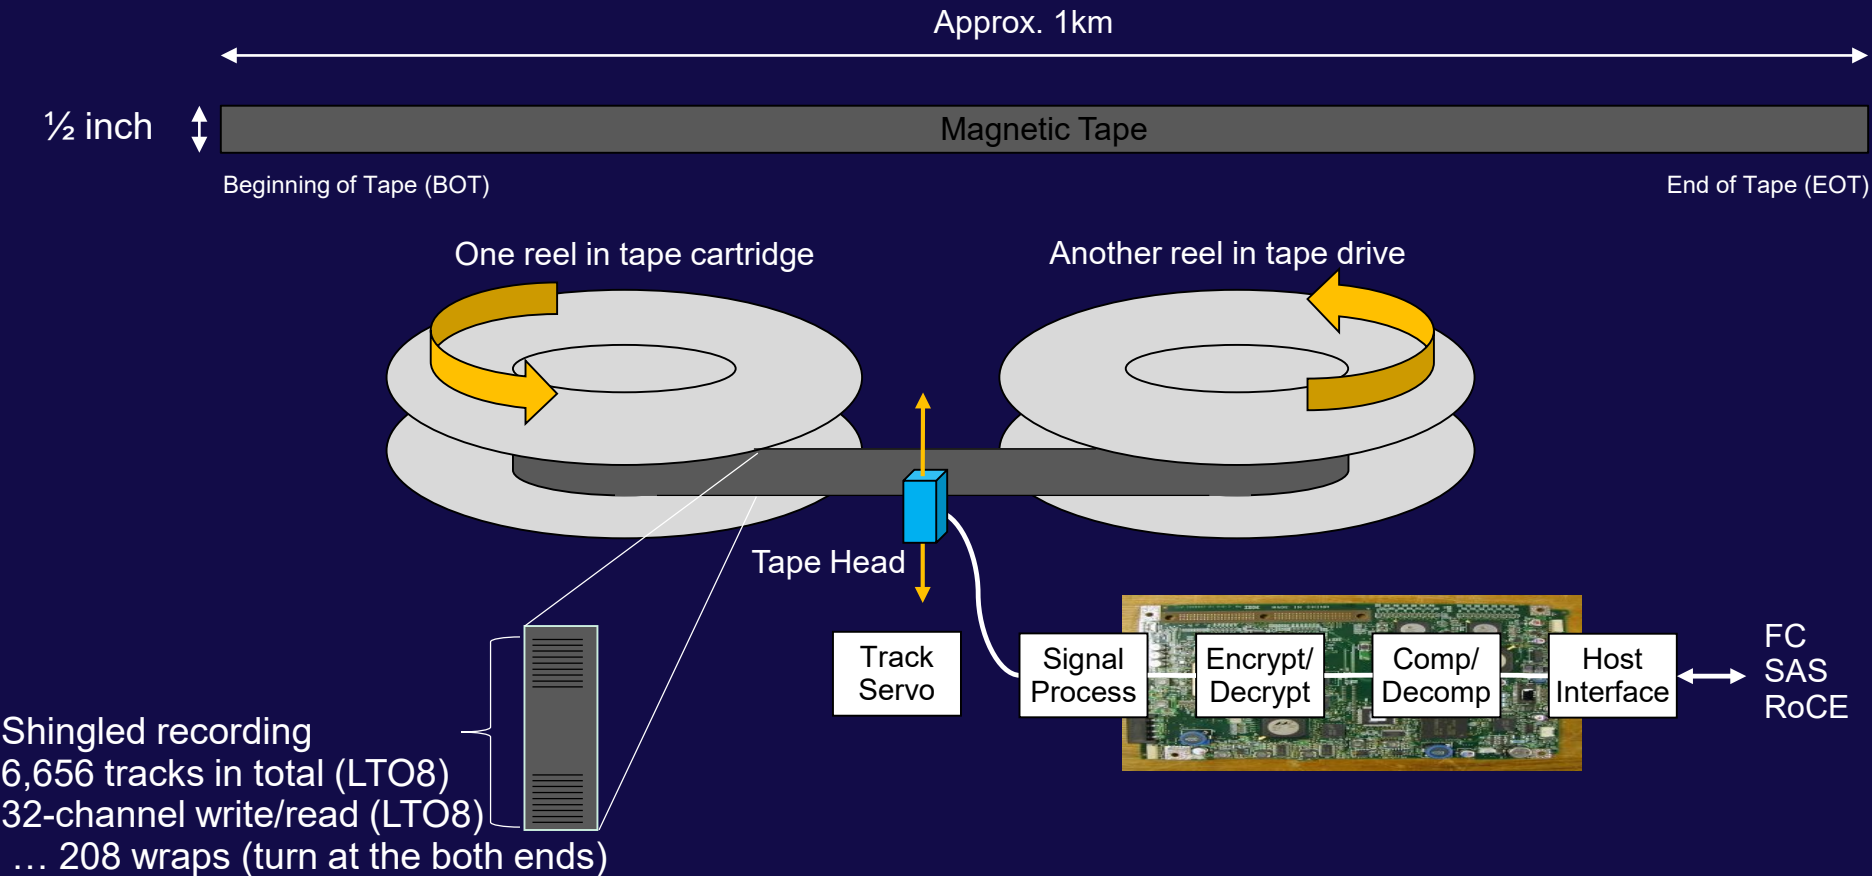 Approx. 1km
½ inch
Magnetic Tape
Beginning of Tape (BOT)
End of Tape (EOT)
One reel in tape cartridge
Another reel in tape drive
Tape Head
Track
Servo
Signal
Process
Encrypt/
Decrypt
Comp/
Decomp
Host
Interface
FC
SAS
RoCE
Shingled recording
6,656 tracks in total (LTO8)
32-channel write/read (LTO8)
… 208 wraps (turn at the both ends)